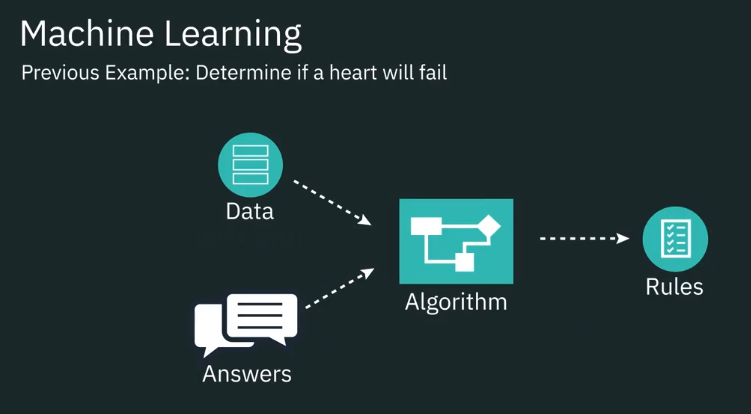 Machine Learning
Previous Example: Determine if a heart will fail
Data
Algorithm
Rules
Answers